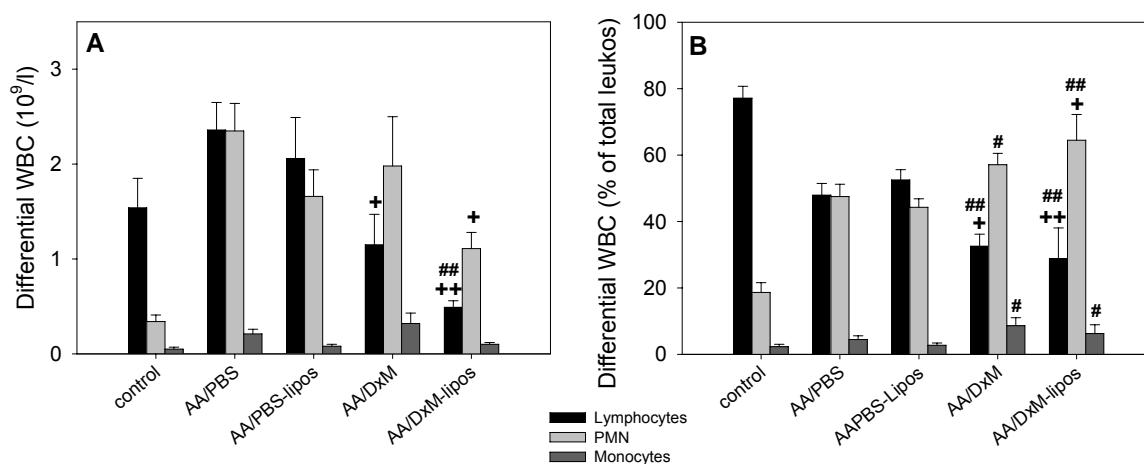 A
Differential WBC (10⁹/l)
3
2
1
0
+
+
##
++
control
AA/PBS
AA/PBS-lipos
AA/DxM
AA/DxM-lipos
B
Differential WBC (% of total leukos)
100
80
60
40
20
0
##
+
#
##
+
##
++
#
#
control
AA/PBS
AAPBS-Lipos
AA/DxM
AA/DxM-lipos
Lymphocytes
PMN
Monocytes